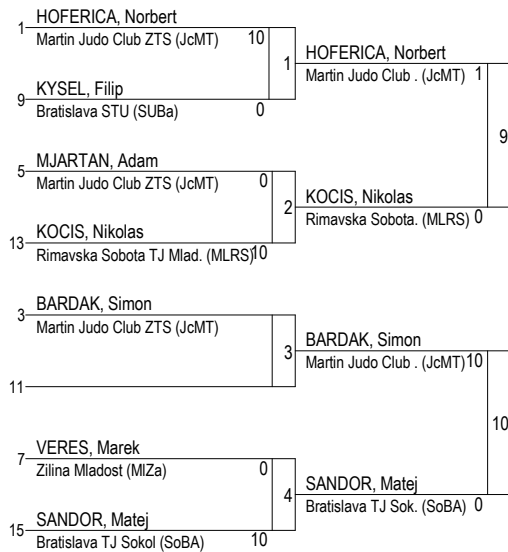 1
HOFERICA, Norbert
Martin Judo Club ZTS (JcMT) 10
1
9
KYSEL, Filip
Bratislava STU (SUBa) 0
HOFERICA, Norbert
Martin Judo Club . (JcMT) 1
9
5
MJARTAN, Adam
Martin Judo Club ZTS (JcMT) 0
2
13
KOCIS, Nikolas
Rimavska Sobota TJ Mlad. (MLRS) 10
KOCIS, Nikolas
Rimavska Sobota. (MLRS) 0
3
BARDAK, Simon
Martin Judo Club ZTS (JcMT)
3
11
BARDAK, Simon
Martin Judo Club . (JcMT) 10
10
7
VERES, Marek
Zilina Mladost (MlZa) 0
4
15
SANDOR, Matej
Bratislava TJ Sokol (SoBA) 10
SANDOR, Matej
Bratislava TJ Sok. (SoBA) 0